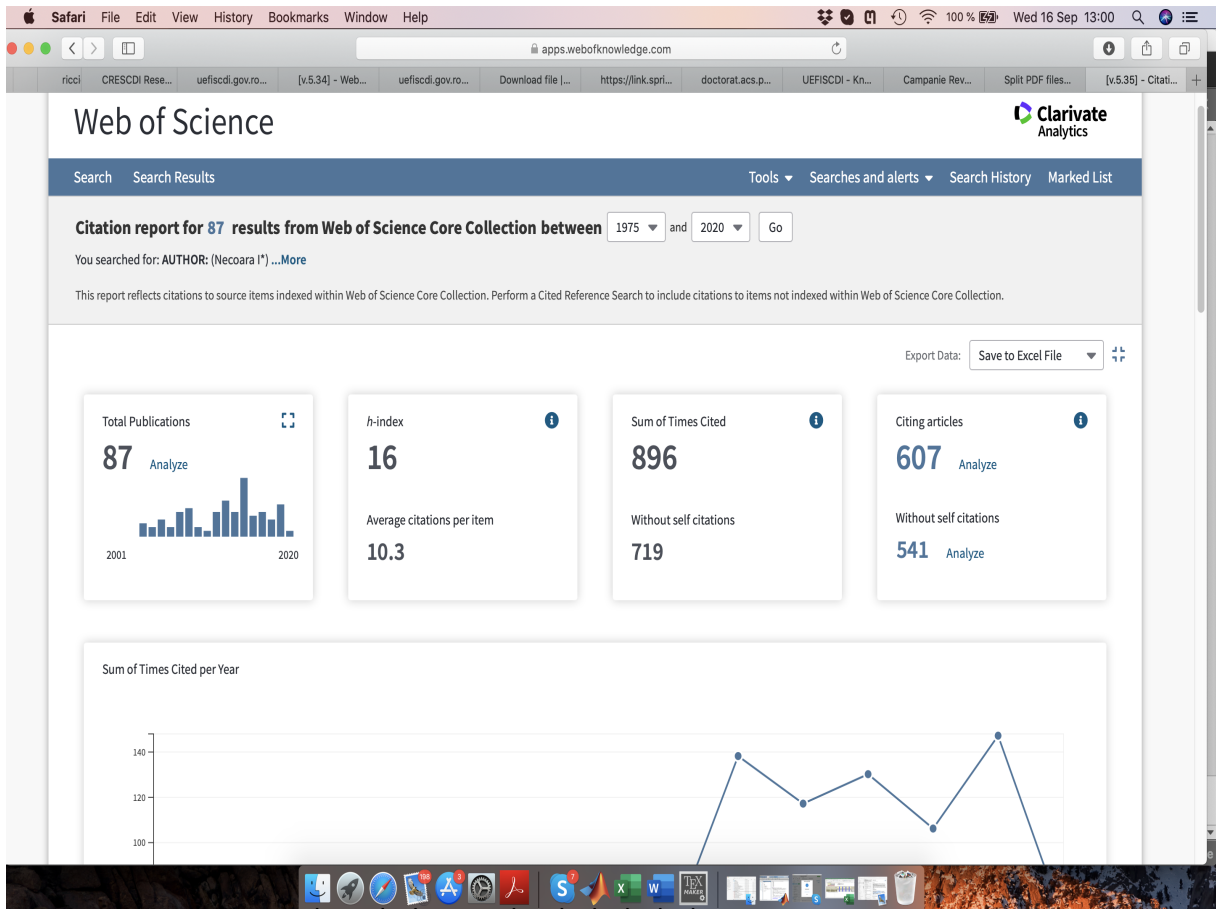 Safari File Edit View History Bookmarks Window Help 100 % Wed 16 Sep 13:00
apps.webofknowledge.com
ricci CRESCDI Rese... uefiscdi.gov.ro... [v.5.34] - Web... uefiscdi.gov.ro... Download file |... https://link.spri... doctorat.acs.p... UEFISCDI - Kn... Campanie Rev... Split PDF files... [v.5.35] - Citati...
Web of Science
Clarivate
Analytics
Search Search Results Tools Searches and alerts Search History Marked List
Citation report for 87 results from Web of Science Core Collection between 1975 and 2020 Go
You searched for: AUTHOR: (Necoara I*) ...More
This report reflects citations to source items indexed within Web of Science Core Collection. Perform a Cited Reference Search to include citations to items not indexed within Web of Science Core Collection.
Export Data: Save to Excel File
Total Publications
87 Analyze
2001 2020
h-index
16
Average citations per item
10.3
Sum of Times Cited
896
Without self citations
719
Citing articles
607 Analyze
Without self citations
541 Analyze
Sum of Times Cited per Year
140
120
100
198 3 7
TEX
MAKER